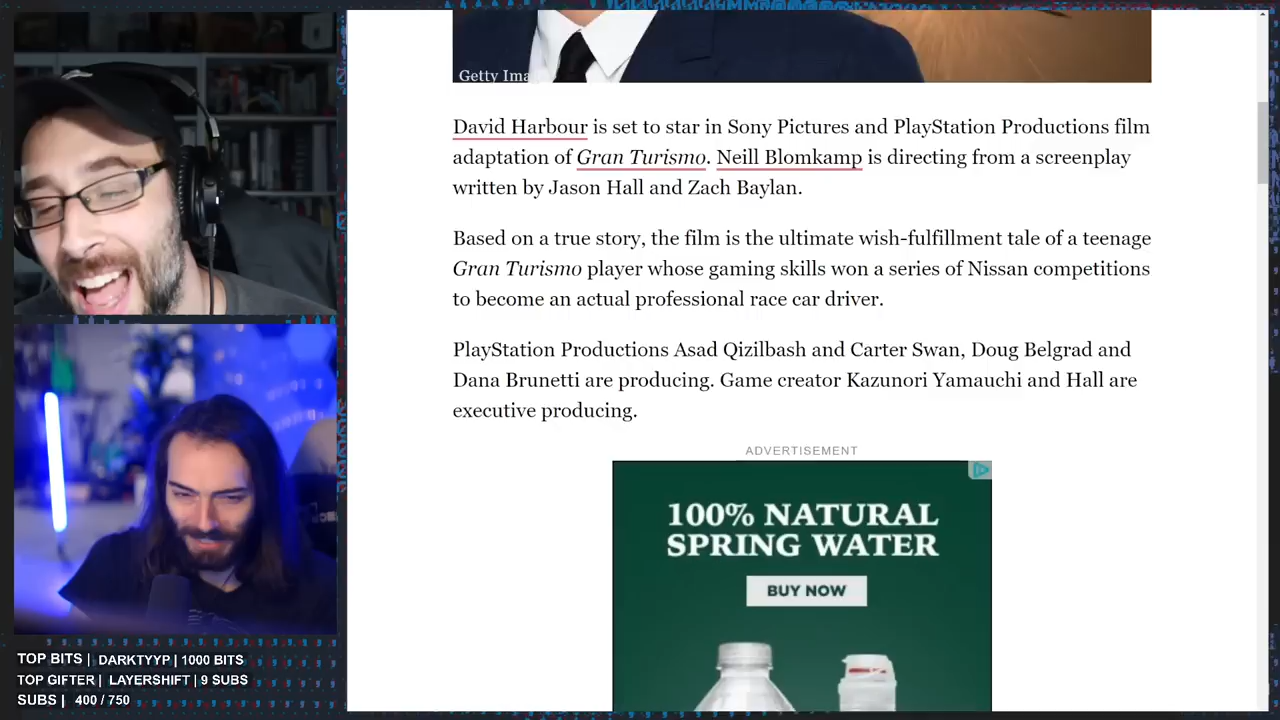 Getty Ima
David Harbour is set to star in Sony Pictures and PlayStation Productions film
adaptation of Gran Turismo. Neill Blomkamp is directing from a screenplay
written by Jason Hall and Zach Baylan.
Based on a true story, the film is the ultimate wish-fulfillment tale of a teenage
Gran Turismo player whose gaming skills won a series of Nissan competitions
to become an actual professional race car driver.
PlayStation Productions Asad Qizilbash and Carter Swan, Doug Belgrad and
Dana Brunetti are producing. Game creator Kazunori Yamauchi and Hall are
executive producing.
ADVERTISEMENT
100% NATURAL
SPRING WATER
BUY NOW
TOP BITS | DARKTYYP | 1000 BITS
TOP GIFTER | LAYERSHIFT | 9 SUBS
SUBS | 400 / 750